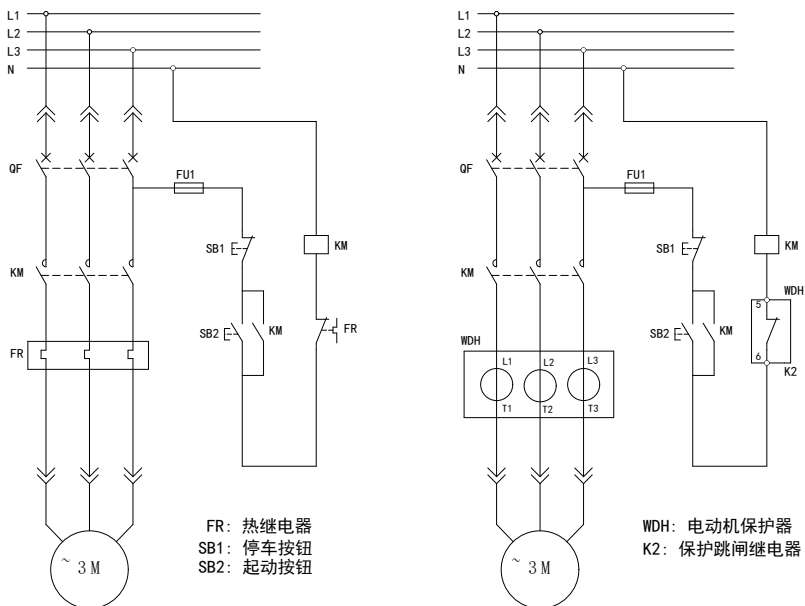 L1
L2
L3
N
QF
FU1
SB1
KM
KM
SB2
KM
FR
FR
~ 3 M
FR: 热继电器
SB1: 停车按钮
SB2: 起动按钮
L1
L2
L3
N
QF
FU1
SB1
KM
KM
WDH
5
SB2
KM
6
K2
WDH
L1
L2
L3
T1
T2
T3
~ 3 M
WDH: 电动机保护器
K2: 保护跳闸继电器